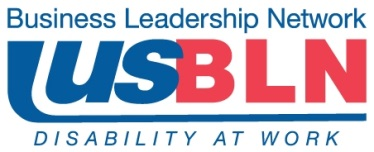 Business Leadership Network
USBLN
DISABILITY AT WORK